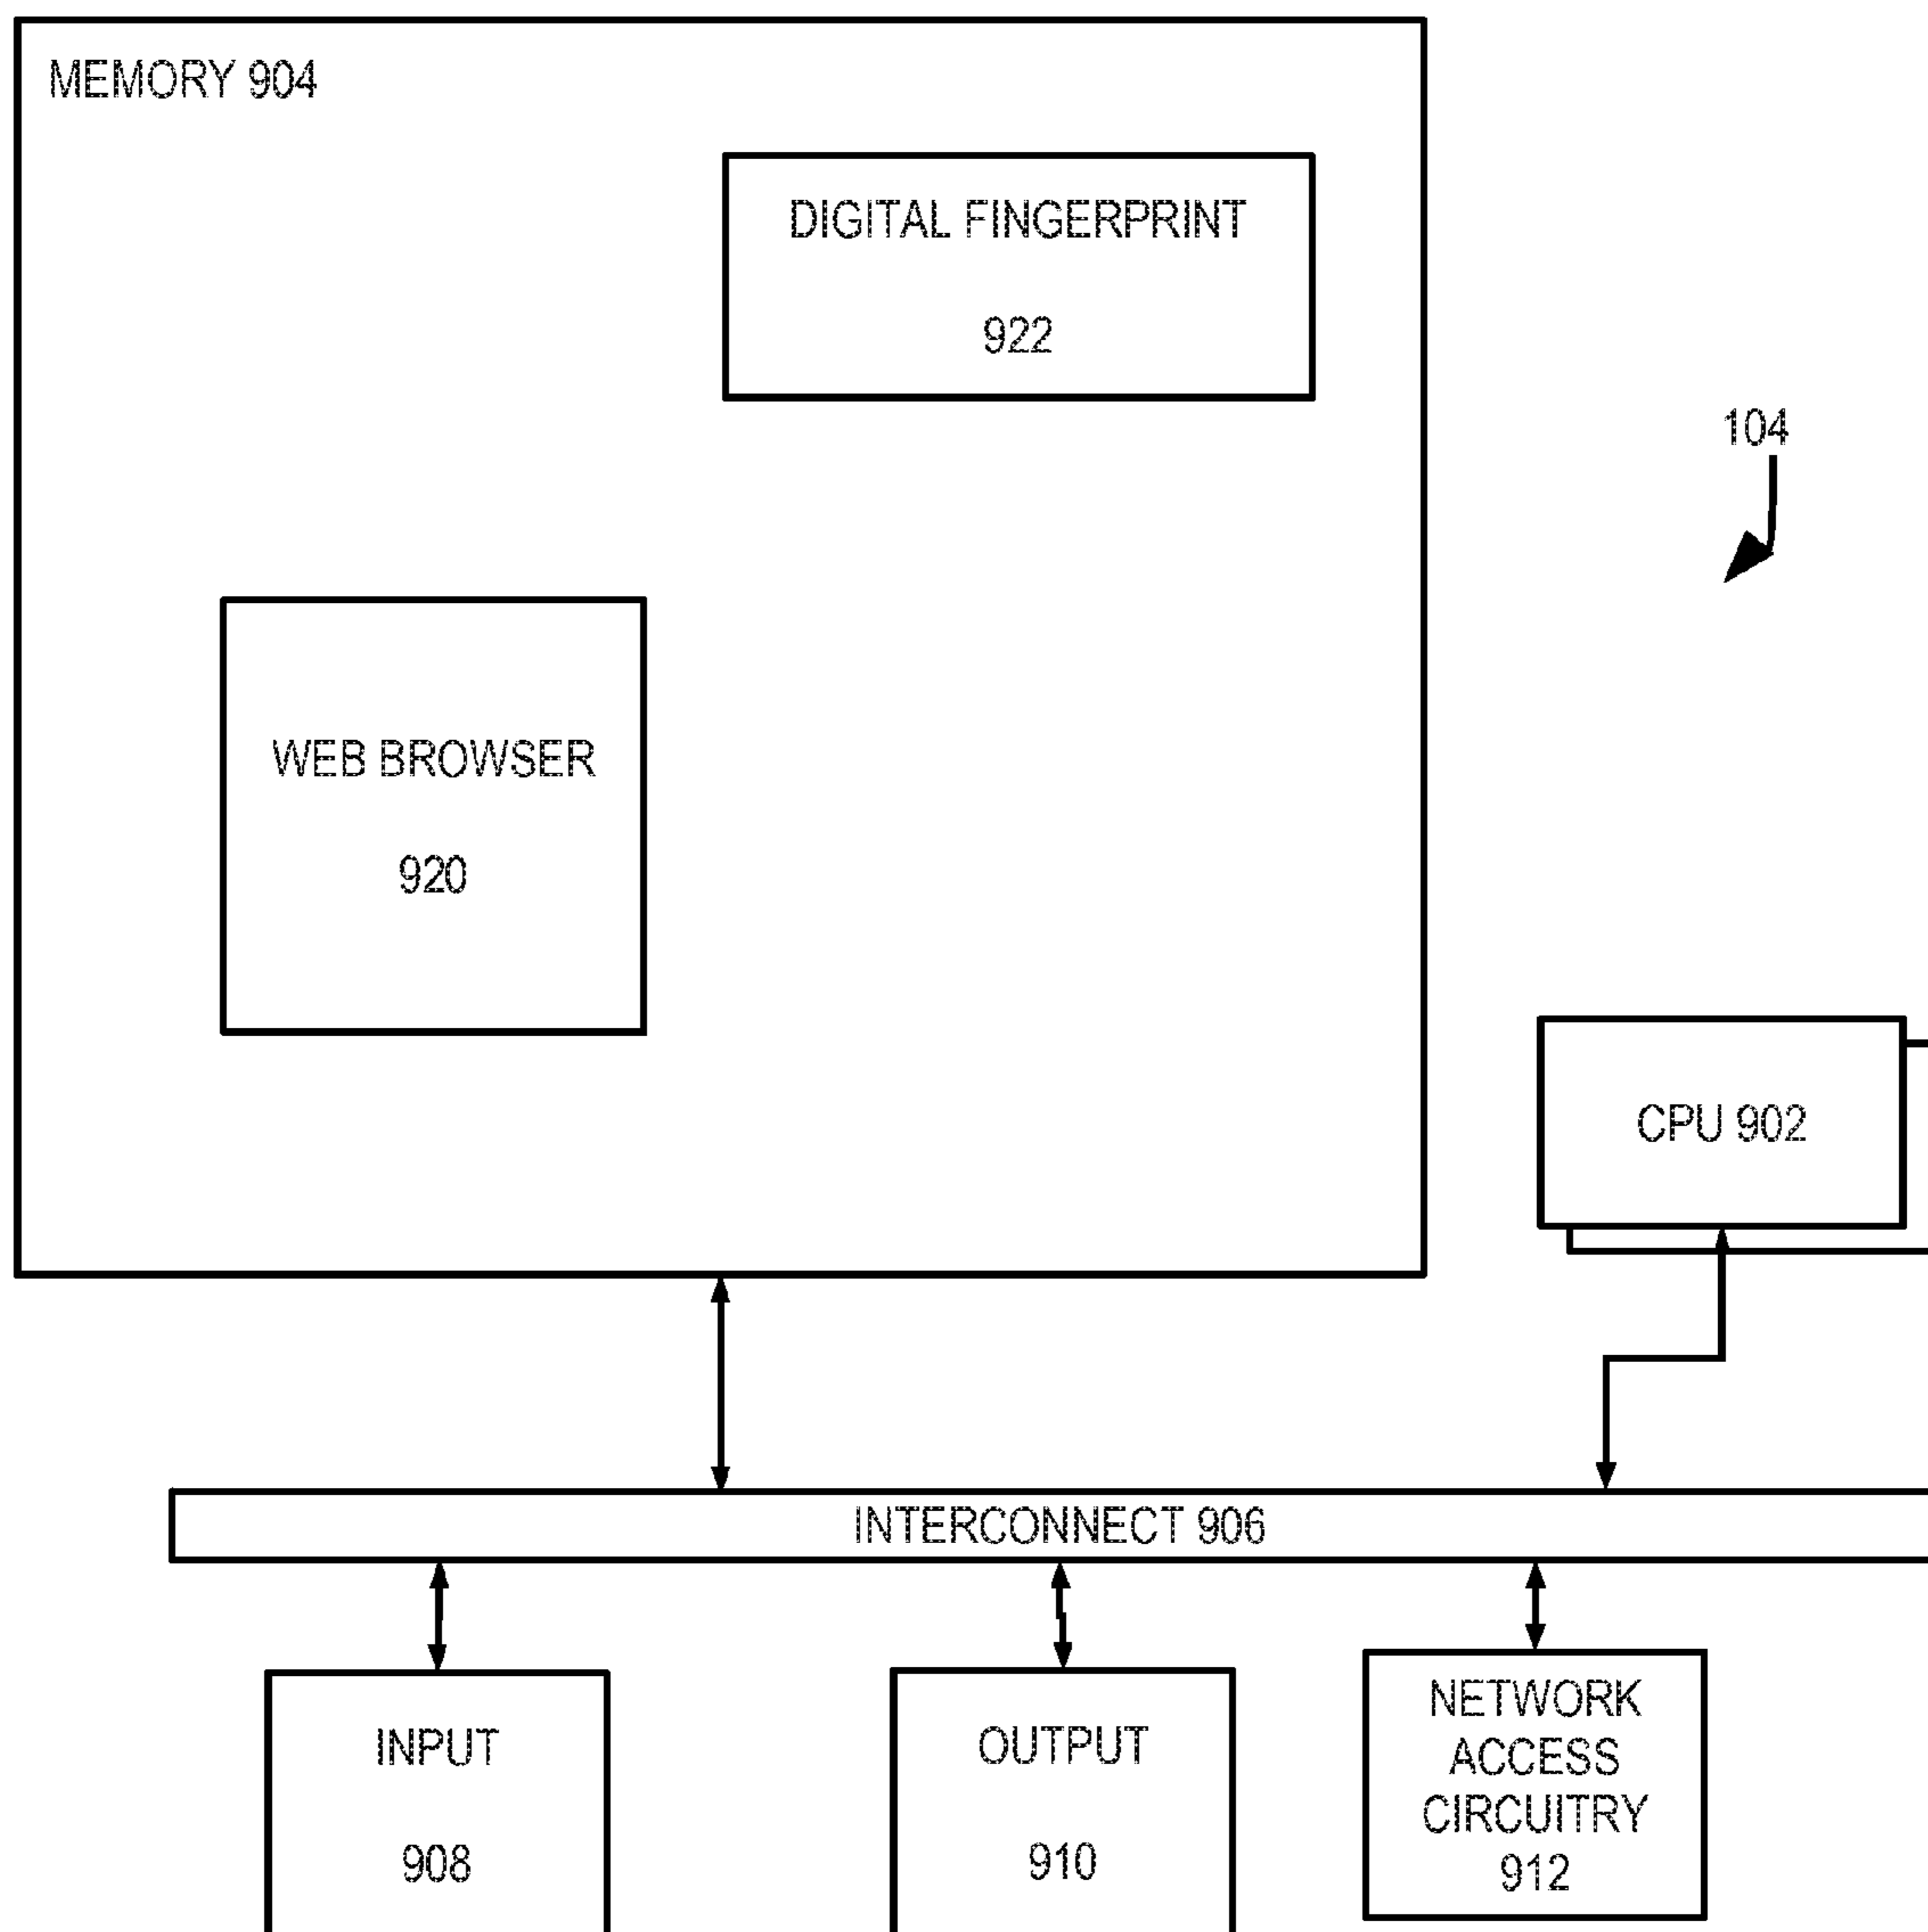 MEMORY 904
DIGITAL FINGERPRINT
922
104
WEB BROWSER
920
CPU 902
INTERCONNECT 906
INPUT
908
OUTPUT
910
NETWORK
ACCESS
CIRCUITRY
912